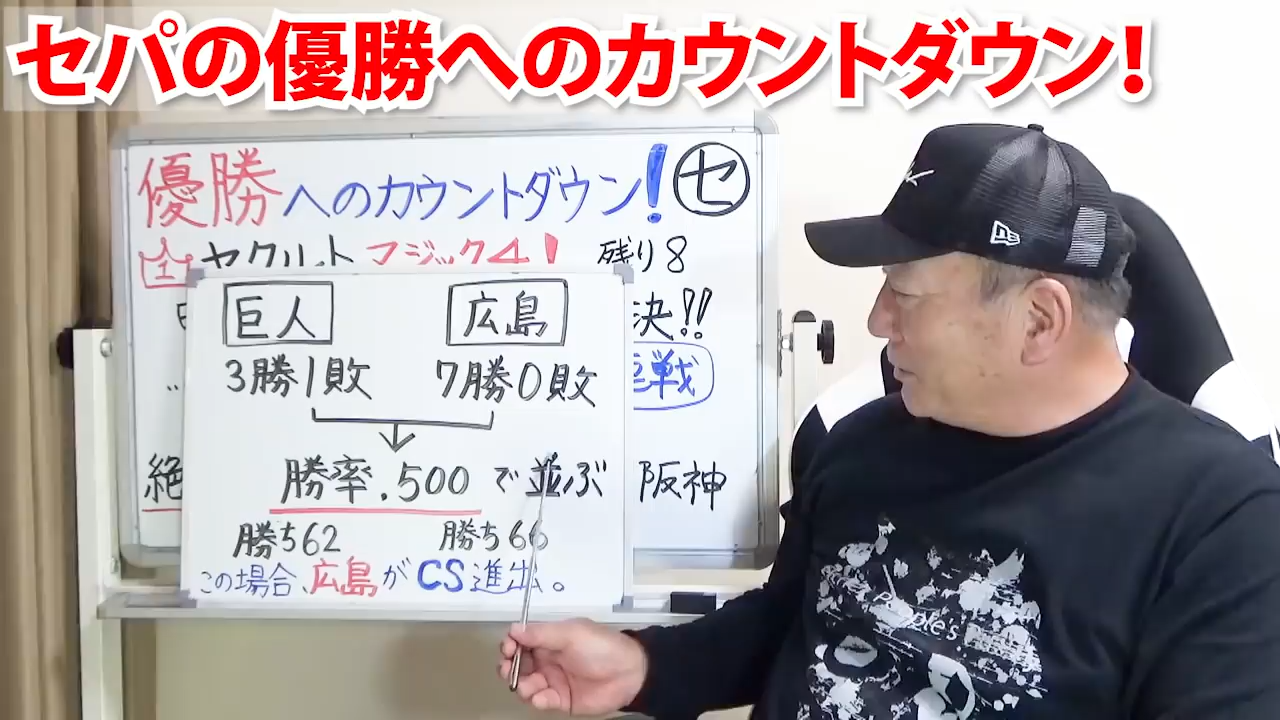 セパの優勝へのカウントダウン!
優勝へのカウントダウン! セ
ヤクルト マジック4! 残り8
決!!
戦
巨人 広島
3勝1敗 7勝0敗
勝率.500で並ぶ
絶
阪神
勝ち62 勝ち66
この場合、広島がCS進出。
People's